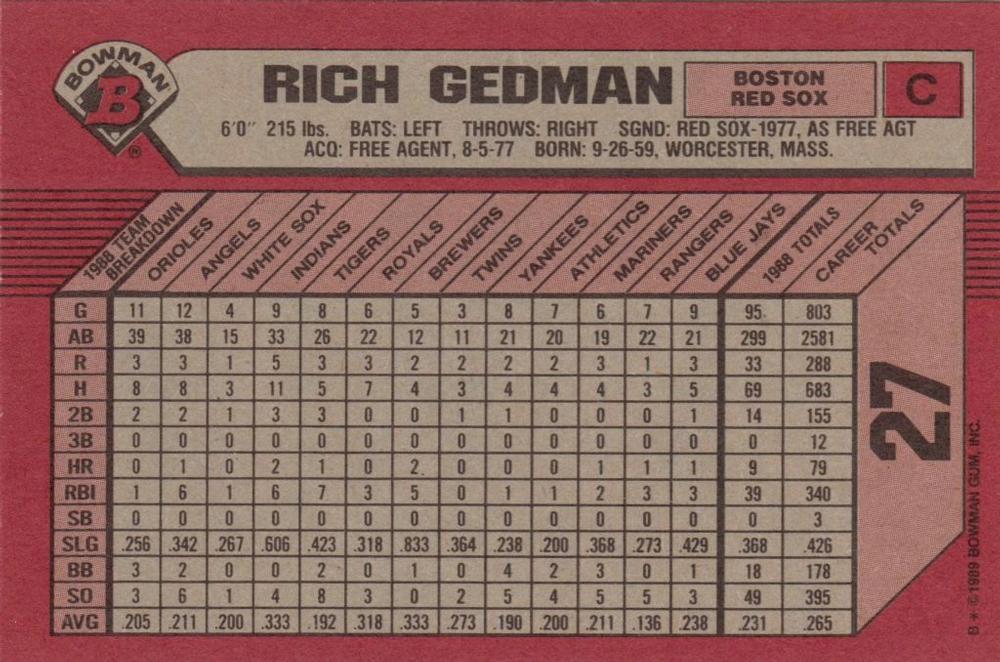 BOWMAN
B
®
RICH GEDMAN
BOSTON
RED SOX
C
6'0" 215 lbs. BATS: LEFT THROWS: RIGHT SGND: RED SOX-1977, AS FREE AGT
ACQ: FREE AGENT, 8-5-77 BORN: 9-26-59, WORCESTER, MASS.
1988 TEAM BREAKDOWN ORIOLES ANGELS WHITE SOX INDIANS TIGERS ROYALS BREWERS TWINS YANKEES ATHLETICS MARINERS RANGERS BLUE JAYS 1988 TOTALS CAREER TOTALS
G 11 12 4 9 8 6 5 3 8 7 6 7 9 95 803
AB 39 38 15 33 26 22 12 11 21 20 19 22 21 299 2581
R 3 3 1 5 3 3 2 2 2 2 3 1 3 33 288
H 8 8 3 11 5 7 4 3 4 4 4 3 5 69 683
2B 2 2 1 3 3 0 0 1 1 0 0 0 1 14 155
3B 0 0 0 0 0 0 0 0 0 0 0 0 0 0 12
HR 0 1 0 2 1 0 2 0 0 0 1 1 1 9 79
RBI 1 6 1 6 7 3 5 0 1 1 2 3 3 39 340
SB 0 0 0 0 0 0 0 0 0 0 0 0 0 0 3
SLG .256 .342 .267 .606 .423 .318 .833 .364 .238 .200 .368 .273 .429 .368 .426
BB 3 2 0 0 2 0 1 0 4 2 3 0 1 18 178
SO 3 6 1 4 8 3 0 2 5 4 5 5 3 49 395
AVG .205 .211 .200 .333 .192 .318 .333 .273 .190 .200 .211 .136 .238 .231 .265
27
B * © 1989 BOWMAN GUM, INC.